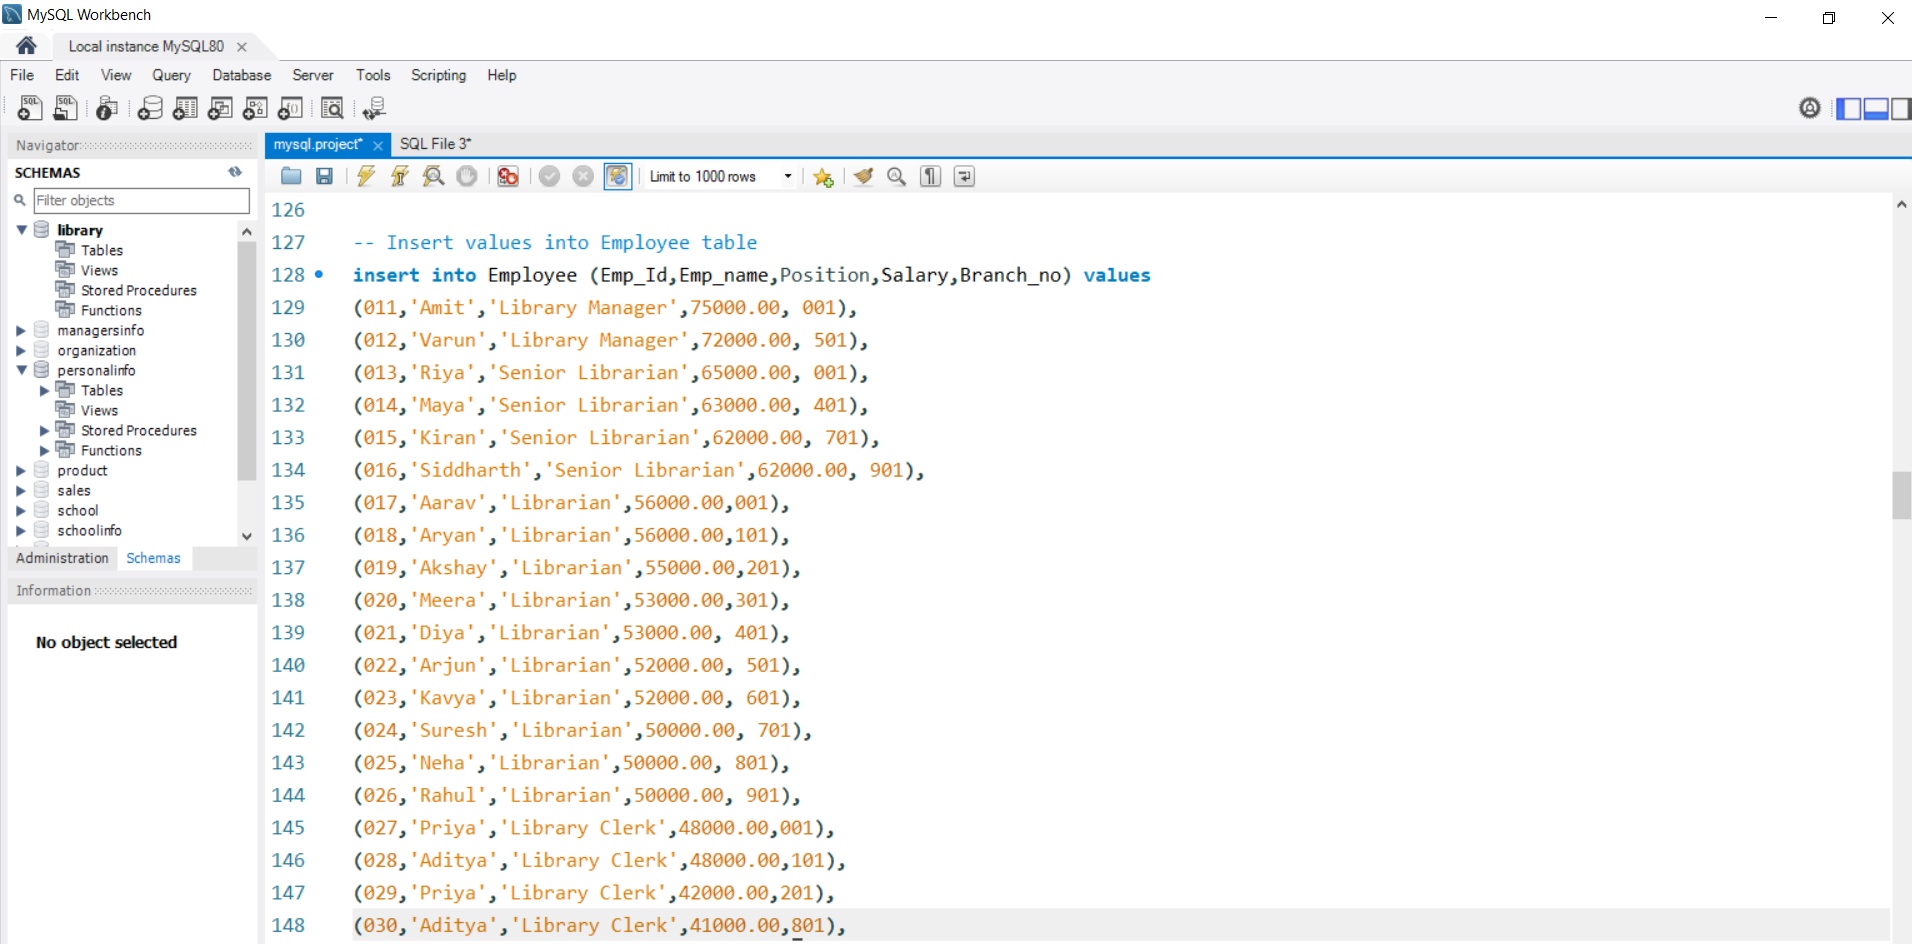 MySQL Workbench
Local instance MySQL80
File Edit View Query Database Server Tools Scripting Help
Navigator
SCHEMAS
Filter objects
library
Tables
Views
Stored Procedures
Functions
managersinfo
organization
personalinfo
Tables
Views
Stored Procedures
Functions
product
sales
school
schoolinfo
Administration Schemas
Information
No object selected
mysql.project* SQL File 3*
Limit to 1000 rows
126
127 -- Insert values into Employee table
128 insert into Employee (Emp_Id,Emp_name,Position,Salary,Branch_no) values
129 (011,'Amit','Library Manager',75000.00, 001),
130 (012,'Varun','Library Manager',72000.00, 501),
131 (013,'Riya','Senior Librarian',65000.00, 001),
132 (014,'Maya','Senior Librarian',63000.00, 401),
133 (015,'Kiran','Senior Librarian',62000.00, 701),
134 (016,'Siddharth','Senior Librarian',62000.00, 901),
135 (017,'Aarav','Librarian',56000.00,001),
136 (018,'Aryan','Librarian',56000.00,101),
137 (019,'Akshay','Librarian',55000.00,201),
138 (020,'Meera','Librarian',53000.00,301),
139 (021,'Diya','Librarian',53000.00, 401),
140 (022,'Arjun','Librarian',52000.00, 501),
141 (023,'Kavya','Librarian',52000.00, 601),
142 (024,'Suresh','Librarian',50000.00, 701),
143 (025,'Neha','Librarian',50000.00, 801),
144 (026,'Rahul','Librarian',50000.00, 901),
145 (027,'Priya','Library Clerk',48000.00,001),
146 (028,'Aditya','Library Clerk',48000.00,101),
147 (029,'Priya','Library Clerk',42000.00,201),
148 (030,'Aditya','Library Clerk',41000.00,801),